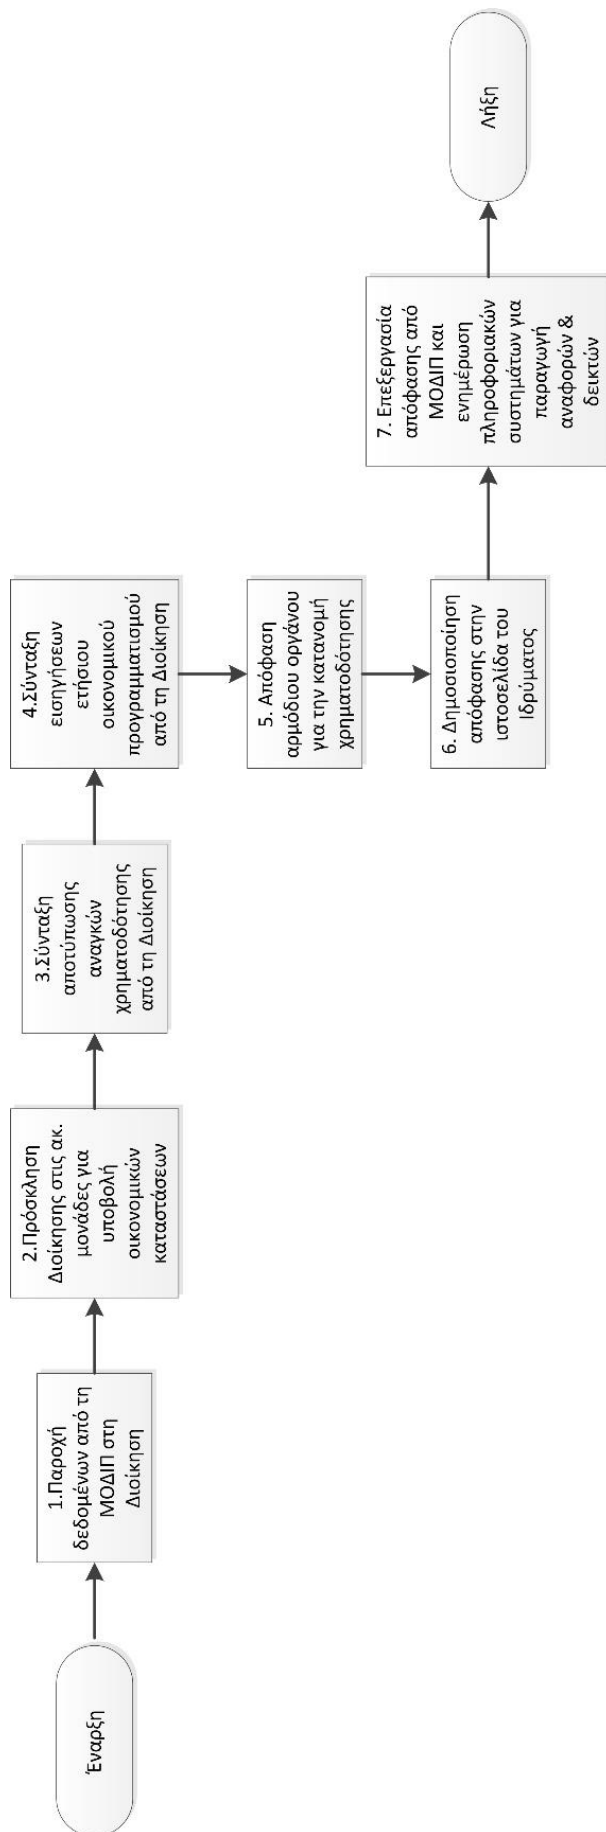 Έναρξη
1.Παροχή
δεδομένων από τη
ΜΟΔΙΠ στη
Διοίκηση
2.Πρόσκληση
Διοίκησης στις ακ.
μονάδες για
υποβολή
οικονομικών
καταστάσεων
3.Σύνταξη
αποτύπωσης
αναγκών
χρηματοδότησης
από τη Διοίκηση
4.Σύνταξη
εισηγήσεων
ετήσιου
οικονομικού
προγραμματισμού
από τη Διοίκηση
5. Απόφαση
αρμόδιου οργάνου
για την κατανομή
χρηματοδότησης
6. Δημοσιοποίηση
απόφασης στην
ιστοσελίδα του
Ιδρύματος
7. Επεξεργασία
απόφασης από
ΜΟΔΙΠ και
ενημέρωση
πληροφοριακών
συστημάτων για
παραγωγή
αναφορών &
δεικτών
Λήξη